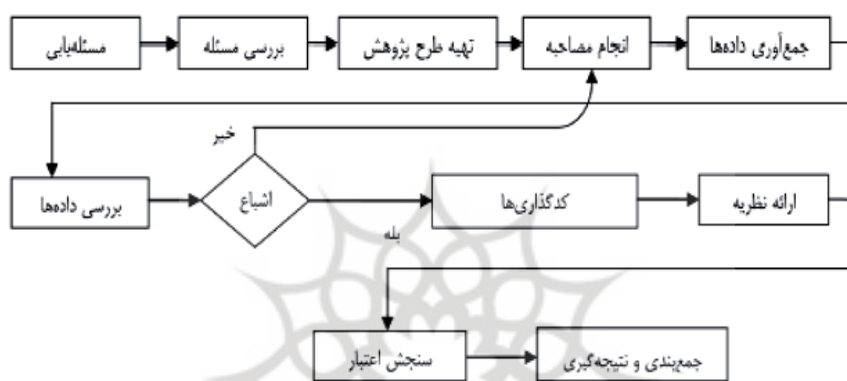 مسئله‌یابی
بررسی مسئله
تهیه طرح پژوهش
انجام مصاحبه
جمع‌آوری داده‌ها
خیر
بررسی داده‌ها
اشباع
بله
کدگذاری‌ها
ارائه نظریه
سنجش اعتبار
جمع‌بندی و نتیجه‌گیری